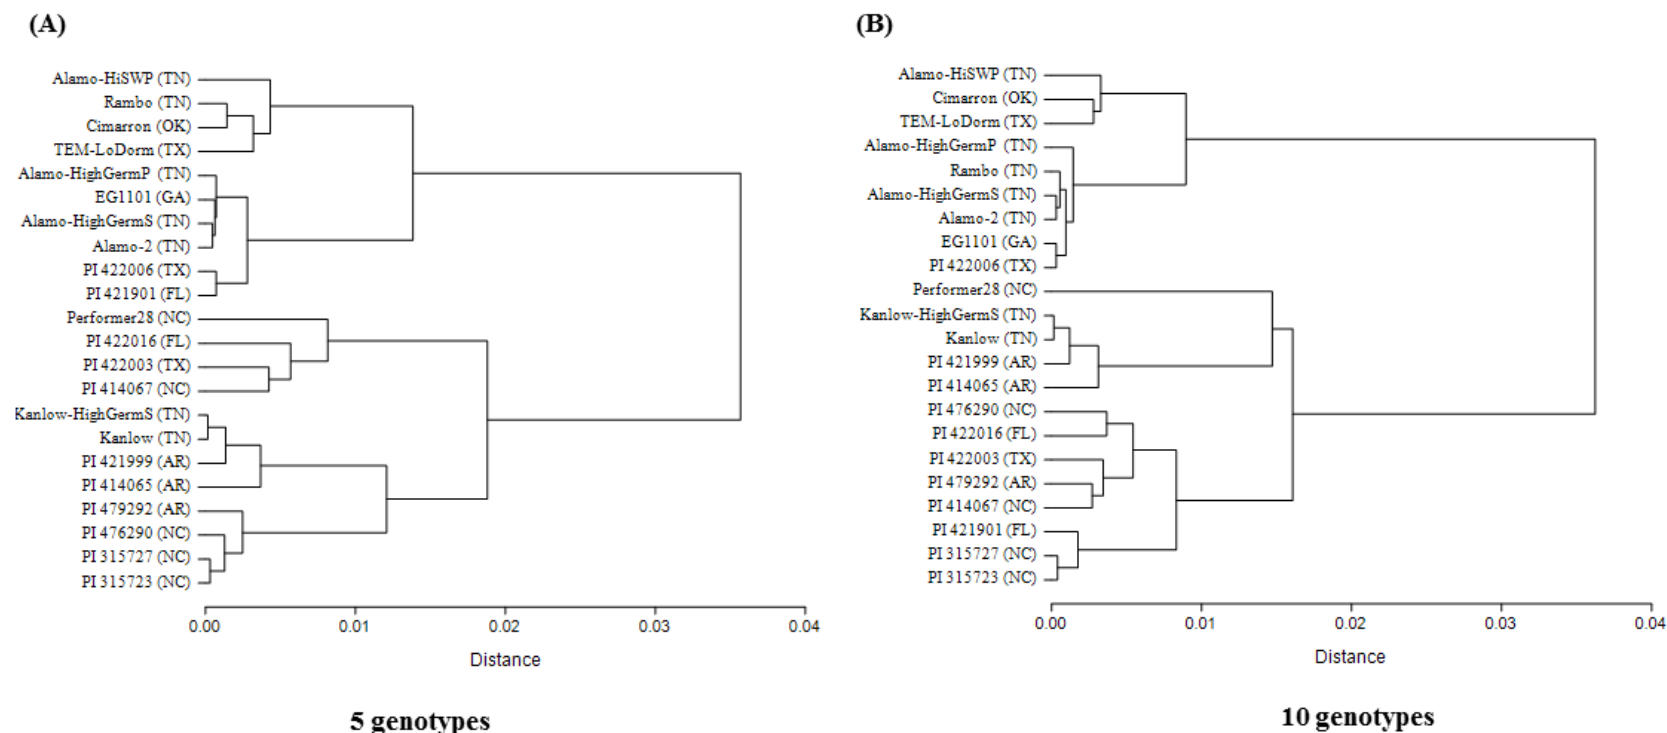 (A)
Alamo-HiSWP (TN)
Rambo (TN)
Cimarron (OK)
TEM-LoDorm (TX)
Alamo-HighGermP (TN)
EG1101 (GA)
Alamo-HighGermS (TN)
Alamo-2 (TN)
PI 422006 (TX)
PI 421901 (FL)
Performer28 (NC)
PI 422016 (FL)
PI 422003 (TX)
PI 414067 (NC)
Kanlow-HighGermS (TN)
Kanlow (TN)
PI 421999 (AR)
PI 414065 (AR)
PI 479292 (AR)
PI 476290 (NC)
PI 315727 (NC)
PI 315723 (NC)
0.00 0.01 0.02 0.03 0.04
Distance
5 genotypes
(B)
Alamo-HiSWP (TN)
Cimarron (OK)
TEM-LoDorm (TX)
Alamo-HighGermP (TN)
Rambo (TN)
Alamo-HighGermS (TN)
Alamo-2 (TN)
EG1101 (GA)
PI 422006 (TX)
Performer28 (NC)
Kanlow-HighGermS (TN)
Kanlow (TN)
PI 421999 (AR)
PI 414065 (AR)
PI 476290 (NC)
PI 422016 (FL)
PI 422003 (TX)
PI 479292 (AR)
PI 414067 (NC)
PI 421901 (FL)
PI 315727 (NC)
PI 315723 (NC)
0.00 0.01 0.02 0.03 0.04
Distance
10 genotypes